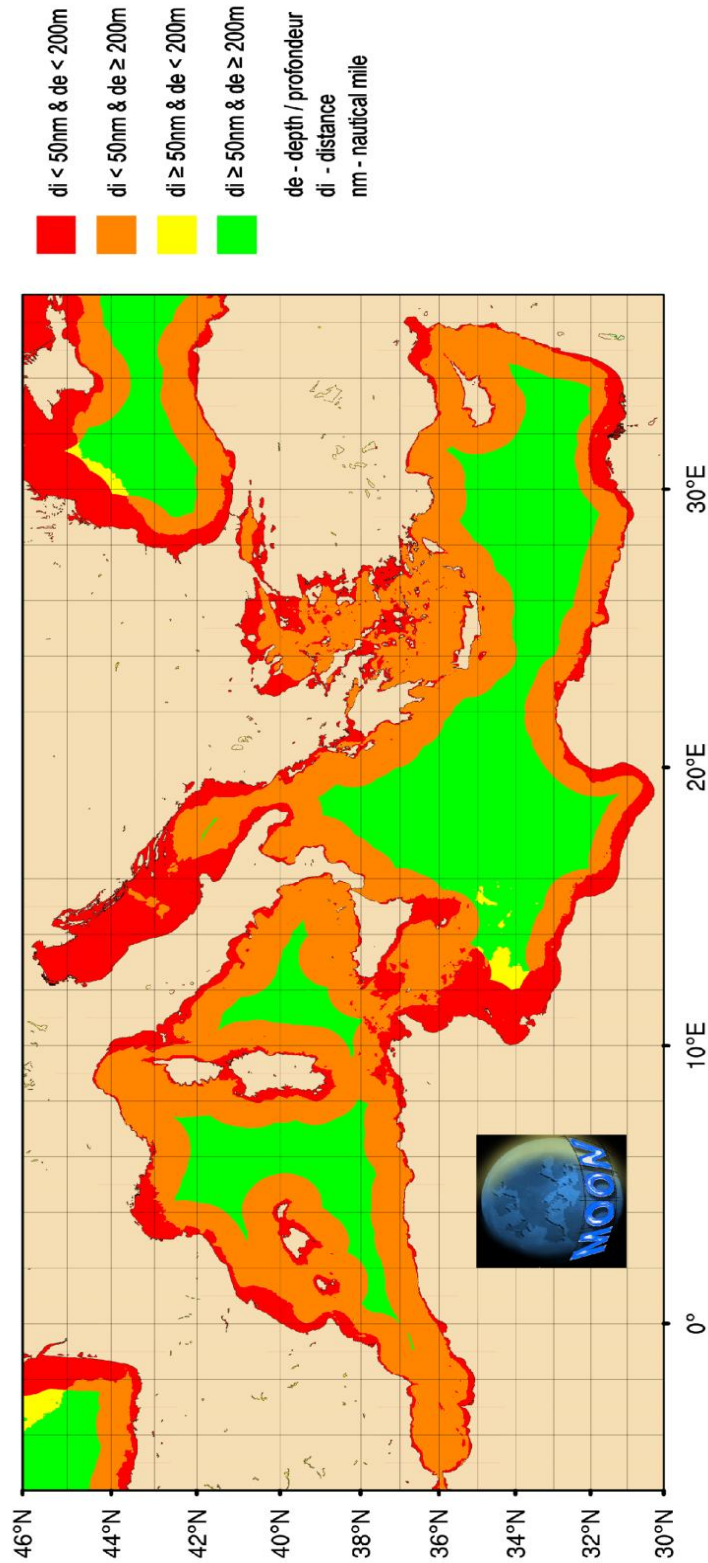 di < 50nm & de < 200m
di < 50nm & de ≥ 200m
di ≥ 50nm & de < 200m
di ≥ 50nm & de ≥ 200m
de - depth / profondeur
di - distance
nm - nautical mile
46°N
44°N
42°N
40°N
38°N
36°N
34°N
32°N
30°N
0°
10°E
20°E
30°E
MOON